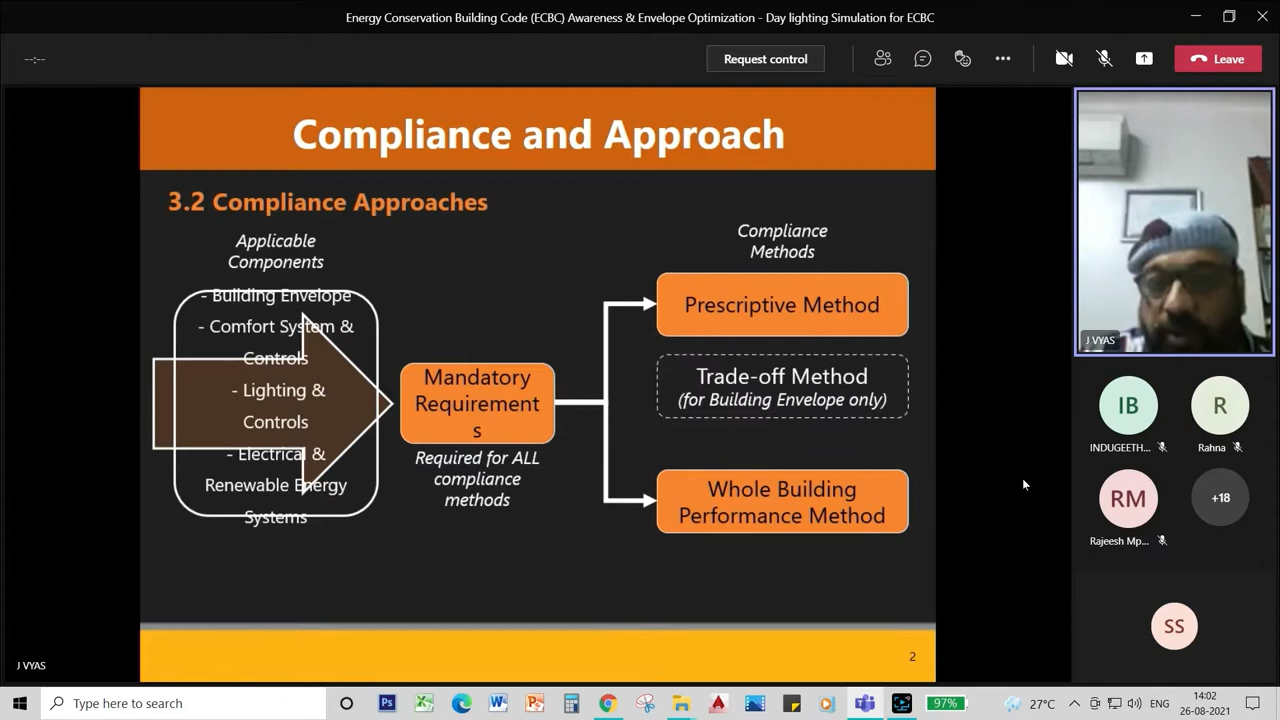 Energy Conservation Building Code (ECBC) Awareness & Envelope Optimization - Day lighting Simulation for ECBC
--:--
Request control
Leave
Compliance and Approach
3.2 Compliance Approaches
Applicable
Components
- Building Envelope
- Comfort System &
Controls
- Lighting &
Controls
- Electrical &
Renewable Energy
Systems
Mandatory
Requirement
s
Required for ALL
compliance
methods
Compliance
Methods
Prescriptive Method
Trade-off Method
(for Building Envelope only)
Whole Building
Performance Method
2
J VYAS
J VYAS
IB
R
INDUGEETH...
Rahna
RM
+18
Rajeesh Mp...
SS
Type here to search
97%
27°C
ENG
14:02
26-08-2021